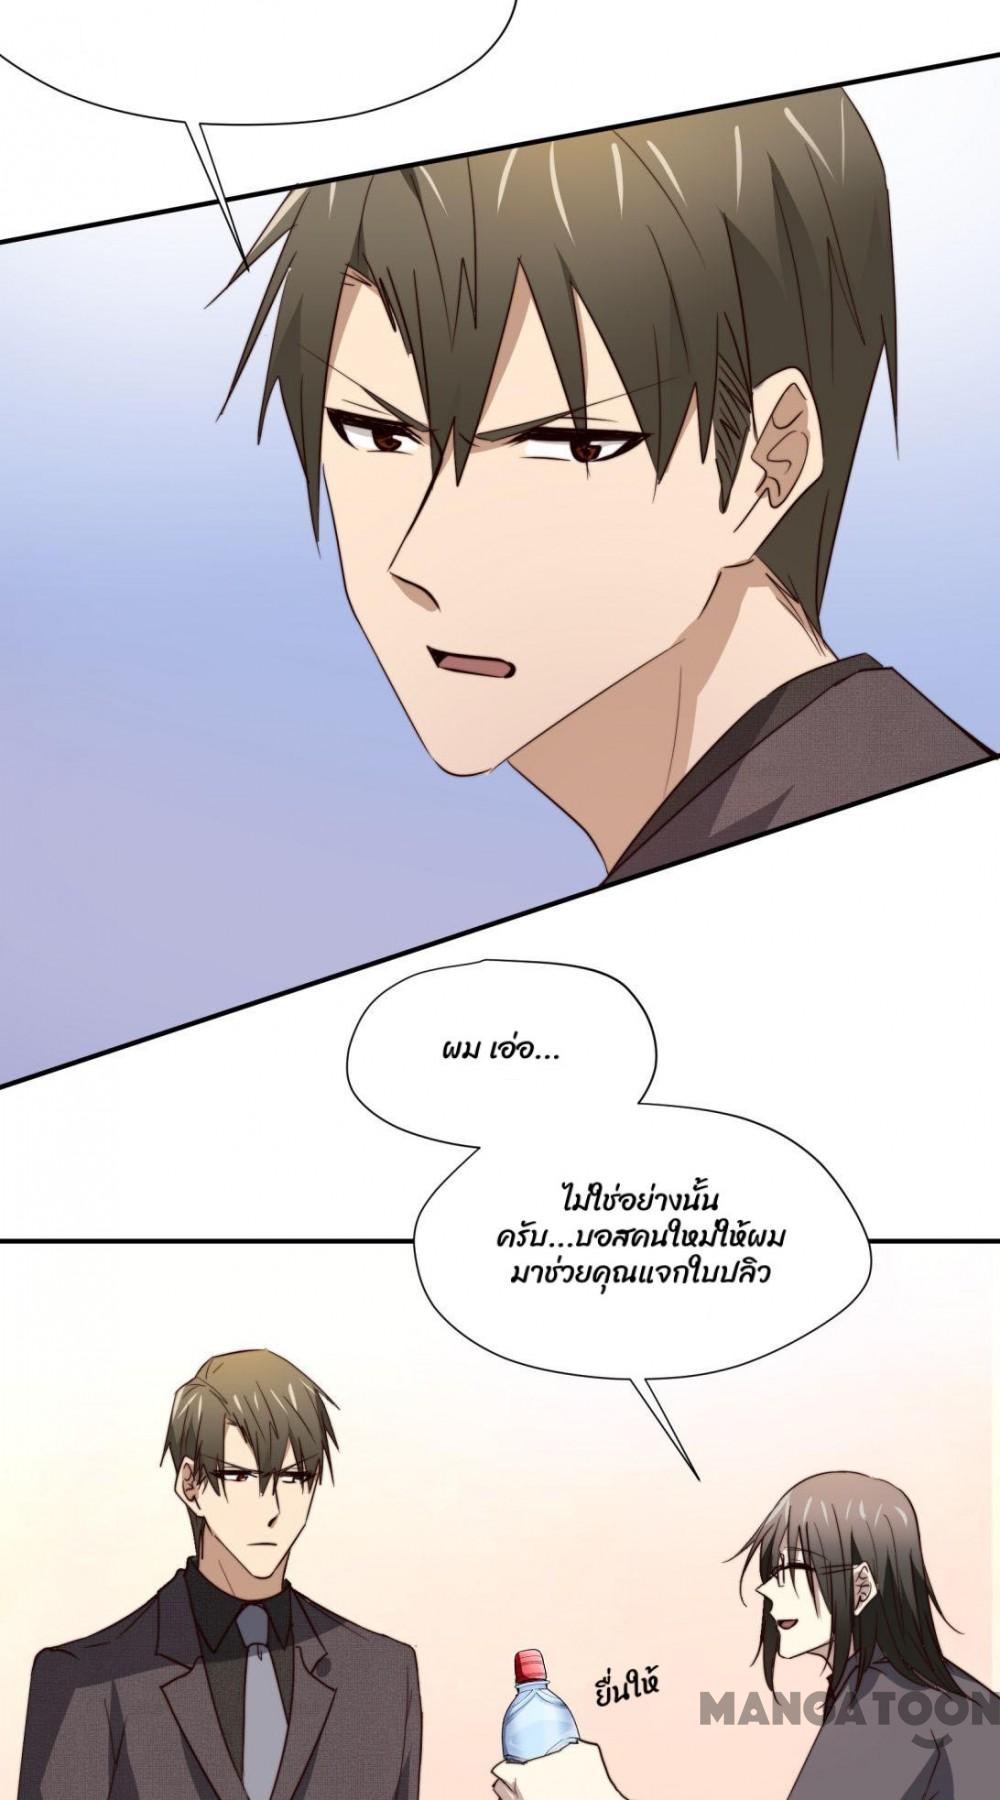 ผม เอ่อ...
ไม่ใช่อย่างนั้น
ครับ...บอสคนใหม่ให้ผม
มาช่วยคุณแจกใบปลิว
ยื่นให้
MANGATOON